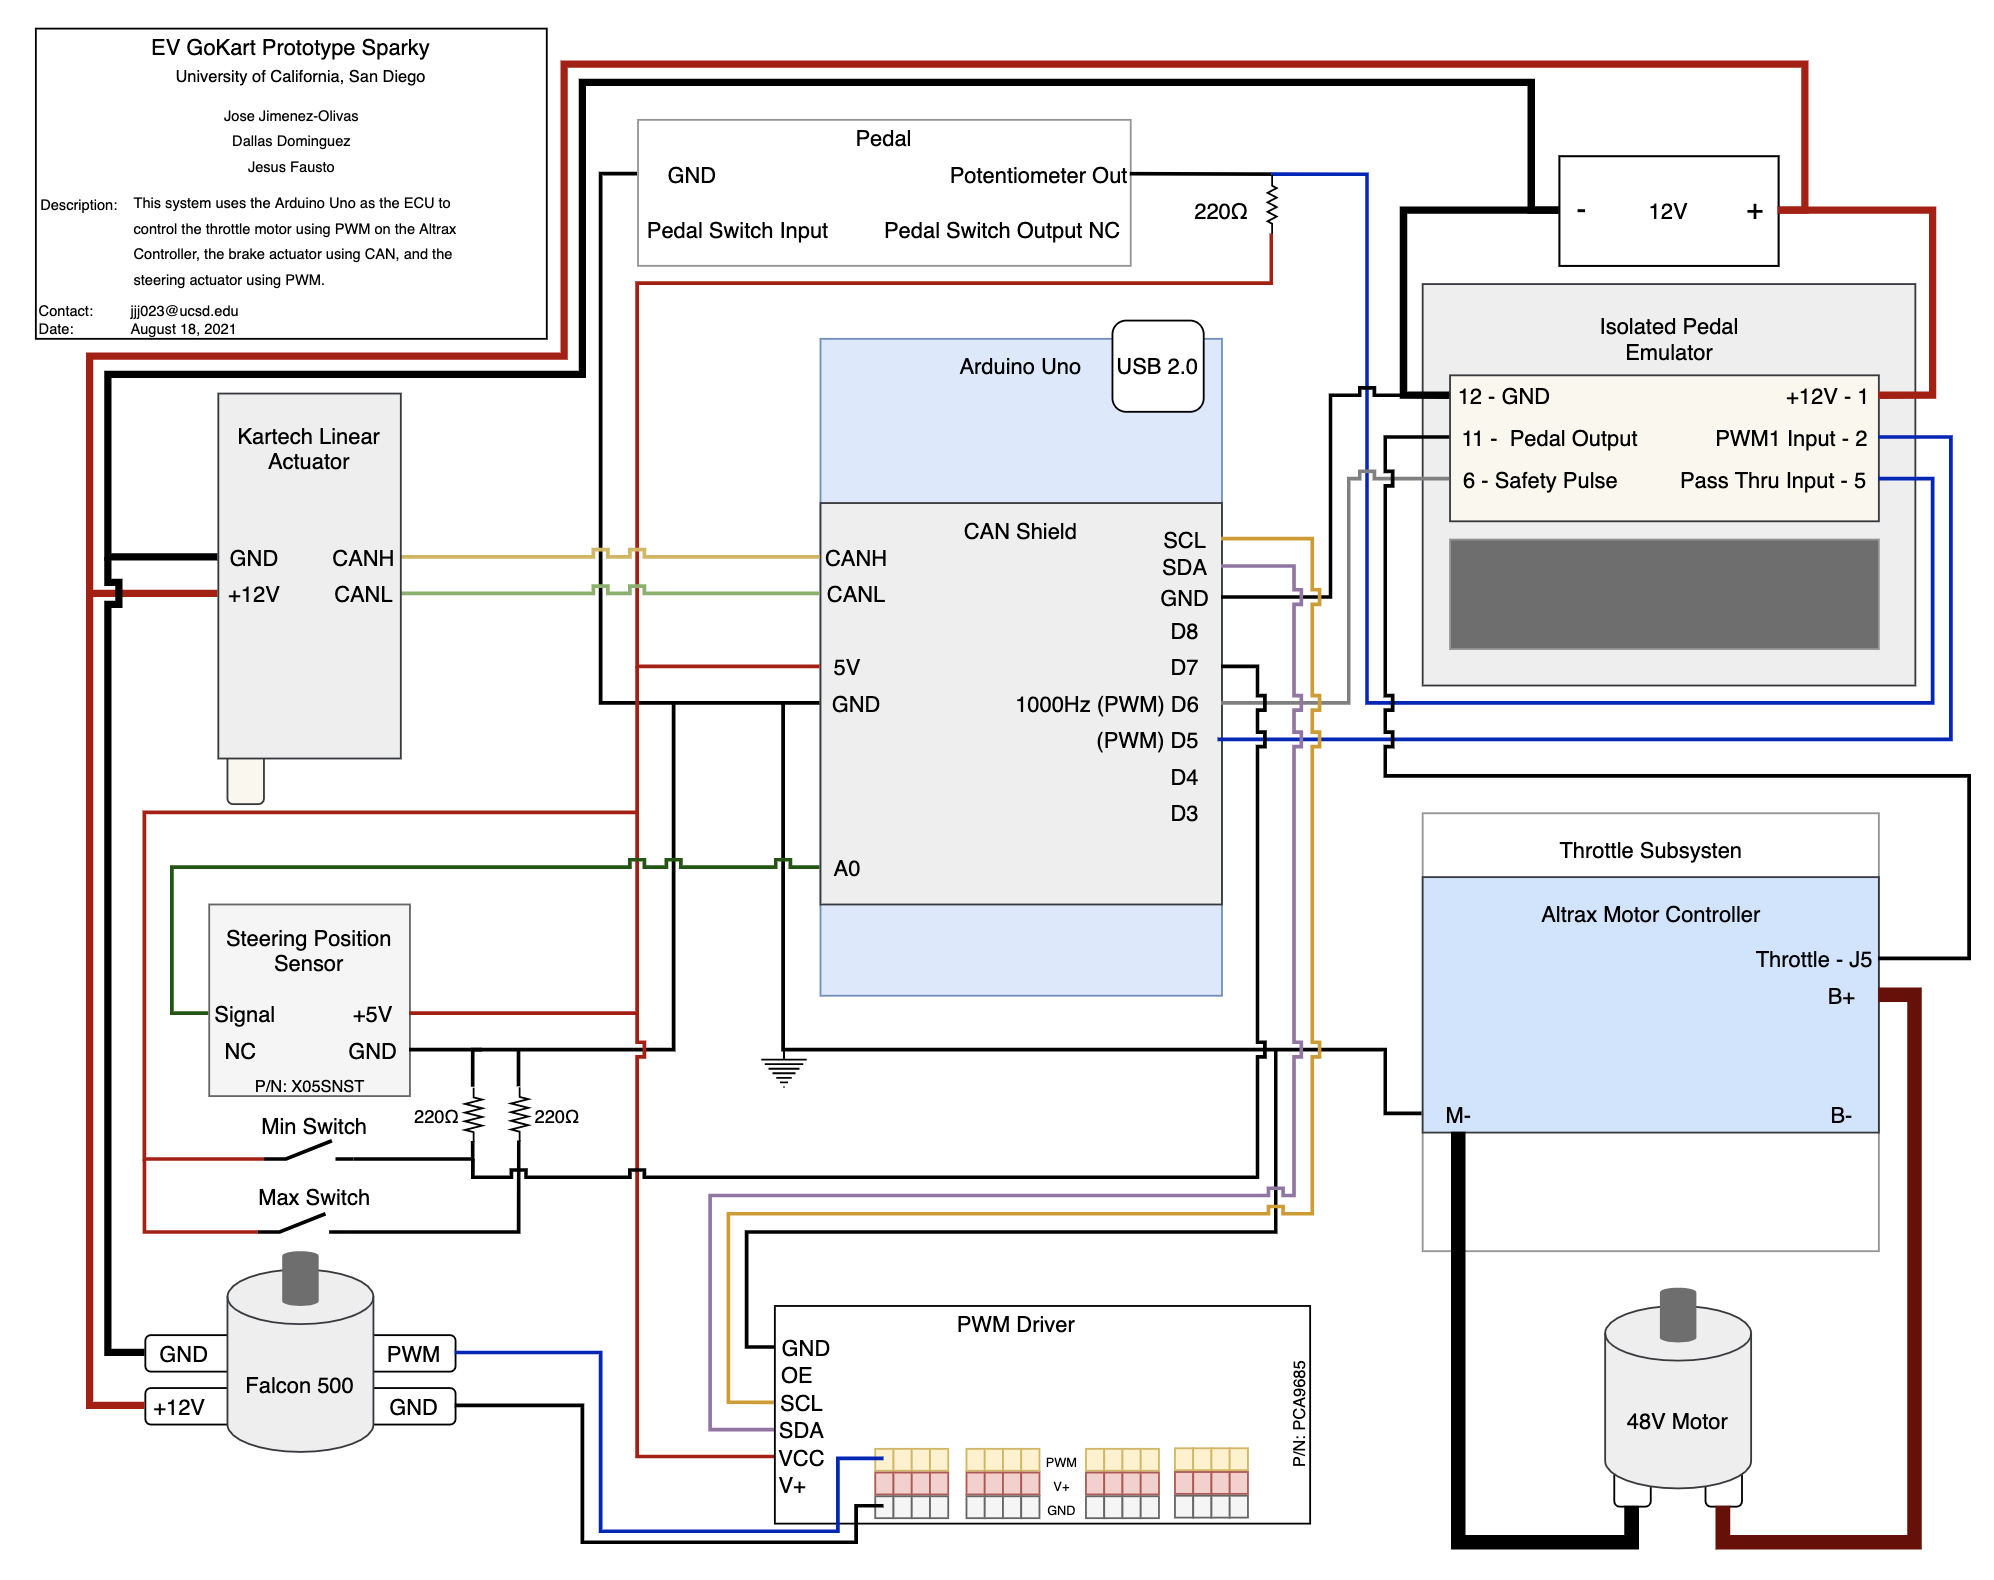 EV GoKart Prototype Sparky
University of California, San Diego
Jose Jimenez-Olivas
Dallas Dominguez
Jesus Fausto
Description: This system uses the Arduino Uno as the ECU to
control the throttle motor using PWM on the Altrax
Controller, the brake actuator using CAN, and the
steering actuator using PWM.
Contact: jjj023@ucsd.edu
Date: August 18, 2021
Pedal
GND Potentiometer Out
Pedal Switch Input Pedal Switch Output NC
220Ω
- 12V +
Isolated Pedal
Emulator
12 - GND +12V - 1
11 - Pedal Output PWM1 Input - 2
6 - Safety Pulse Pass Thru Input - 5
Arduino Uno
USB 2.0
Kartech Linear
Actuator
GND CANH
+12V CANL
CAN Shield
CANH
CANL
5V
GND
A0
SCL
SDA
GND
D8
D7
1000Hz (PWM) D6
(PWM) D5
D4
D3
Throttle Subsysten
Altrax Motor Controller
Throttle - J5
B+
M- B-
Steering Position
Sensor
Signal +5V
NC GND
P/N: X05SNST
220Ω 220Ω
Min Switch
Max Switch
GND PWM
Falcon 500
+12V GND
PWM Driver
GND
OE
SCL
SDA
VCC
V+
PWM
V+
GND
P/N: PCA9685
48V Motor